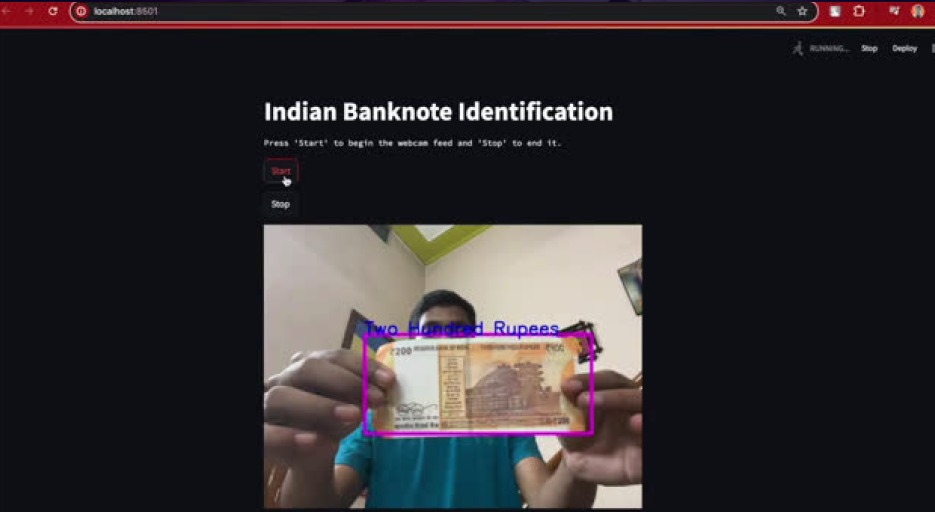 localhost:8501
RUNNING... Stop Deploy
Indian Banknote Identification
Press 'Start' to begin the webcam feed and 'Stop' to end it.
Start
Stop
Two Hundred Rupees
₹200